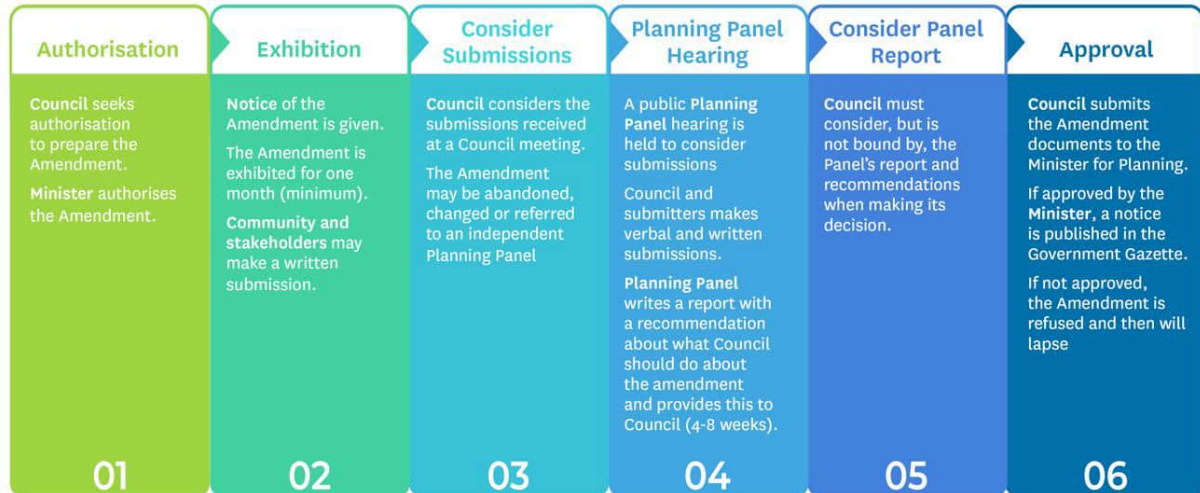 Authorisation
Council seeks
authorisation
to prepare the
Amendment.
Minister authorises
the Amendment.
01
Exhibition
Notice of the
Amendment is given.
The Amendment is
exhibited for one
month (minimum).
Community and
stakeholders may
make a written
submission.
02
Consider
Submissions
Council considers the
submissions received
at a Council meeting.
The Amendment
may be abandoned,
changed or referred
to an independent
Planning Panel
03
Planning Panel
Hearing
A public Planning
Panel hearing is
held to consider
submissions
Council and
submitters makes
verbal and written
submissions.
Planning Panel
writes a report with
a recommendation
about what Council
should do about
the amendment
and provides this to
Council (4-8 weeks).
04
Consider Panel
Report
Council must
consider, but is
not bound by, the
Panel's report and
recommendations
when making its
decision.
05
Approval
Council submits
the Amendment
documents to the
Minister for Planning.
If approved by the
Minister, a notice
is published in the
Government Gazette.
If not approved,
the Amendment is
refused and then will
lapse
06